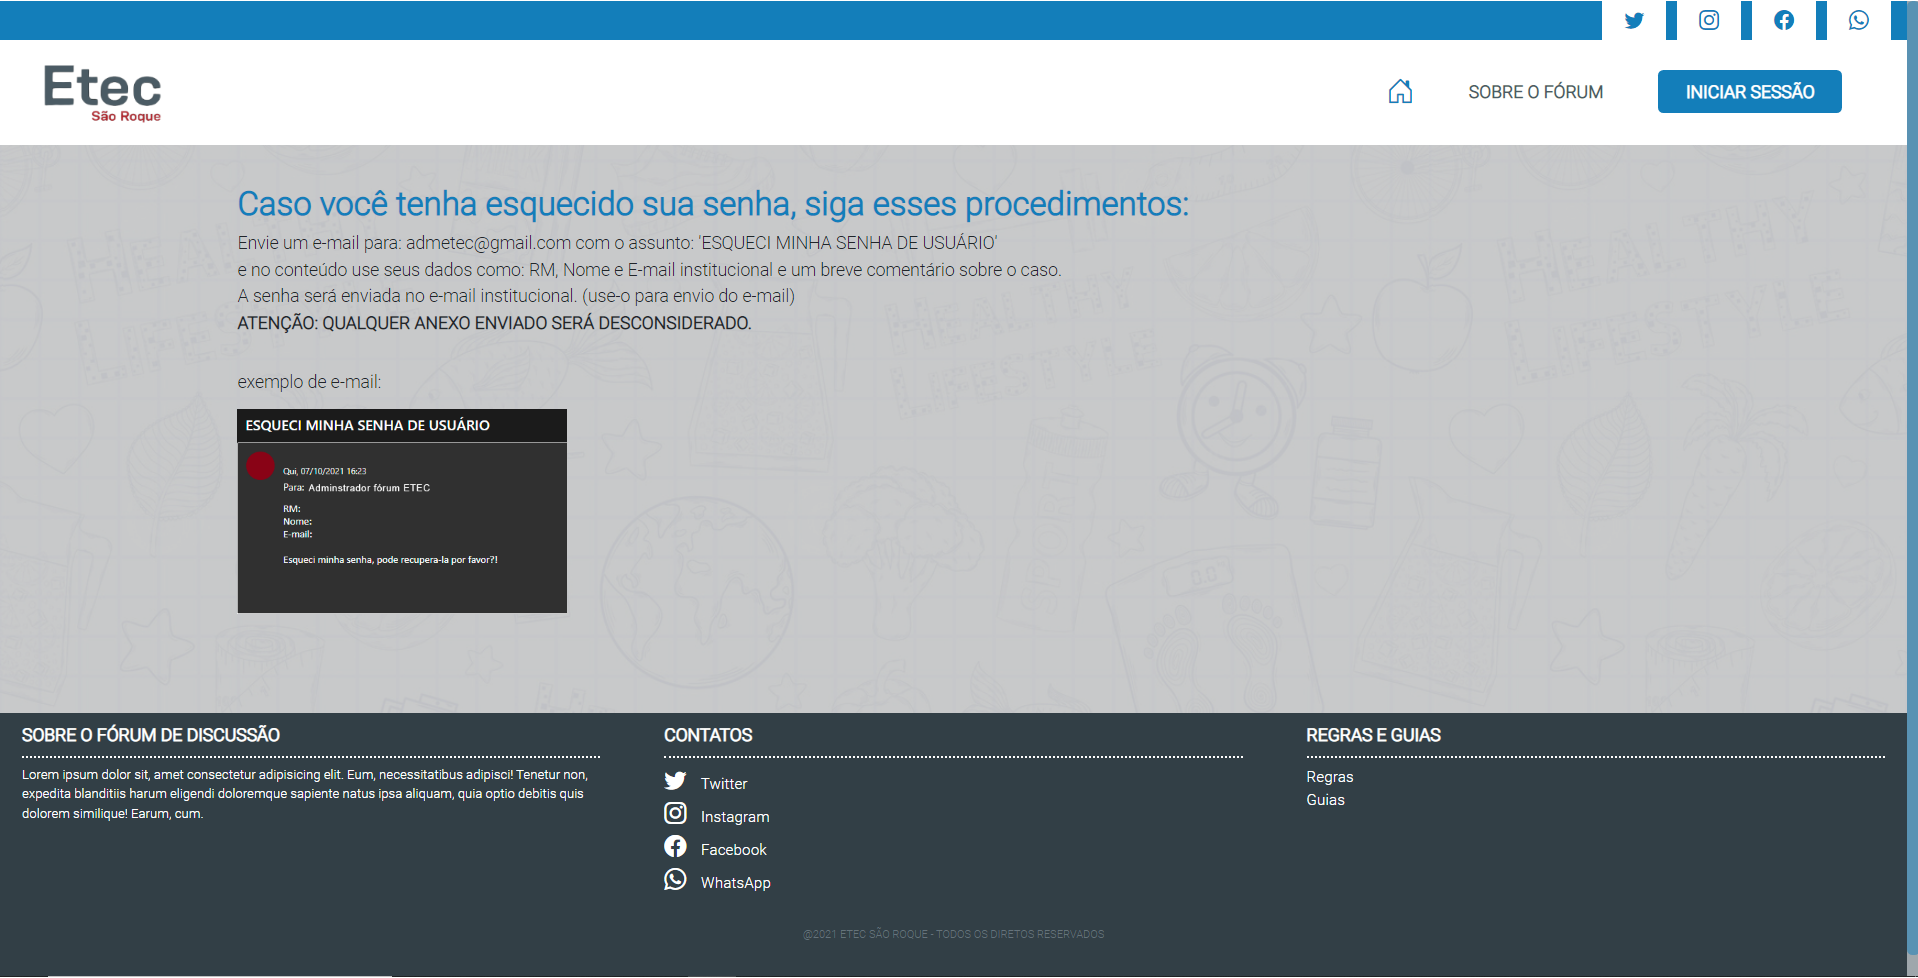 Etec
São Roque
SOBRE O FÓRUM
INICIAR SESSÃO
Caso você tenha esquecido sua senha, siga esses procedimentos:
Envie um e-mail para: admetec@gmail.com com o assunto: 'ESQUECI MINHA SENHA DE USUÁRIO'
e no conteúdo use seus dados como: RM, Nome e E-mail institucional e um breve comentário sobre o caso.
A senha será enviada no e-mail institucional. (use-o para envio do e-mail)
ATENÇÃO: QUALQUER ANEXO ENVIADO SERÁ DESCONSIDERADO.
exemplo de e-mail:
ESQUECI MINHA SENHA DE USUÁRIO
Qui, 07/10/2021 16:23
Para: Adminstrador fórum ETEC
RM:
Nome:
E-mail:
Esqueci minha senha, pode recupera-la por favor?!
HEALTHY
LIFESTYLE
0.0
SOBRE O FÓRUM DE DISCUSSÃO
Lorem ipsum dolor sit, amet consectetur adipisicing elit. Eum, necessitatibus adipisci! Tenetur non,
expedita blanditiis harum eligendi doloremque sapiente natus ipsa aliquam, quia optio debitis quis
dolorem similique! Earum, cum.
CONTATOS
Twitter
Instagram
Facebook
WhatsApp
REGRAS E GUIAS
Regras
Guias
@2021 ETEC SÃO ROQUE - TODOS OS DIRETOS RESERVADOS